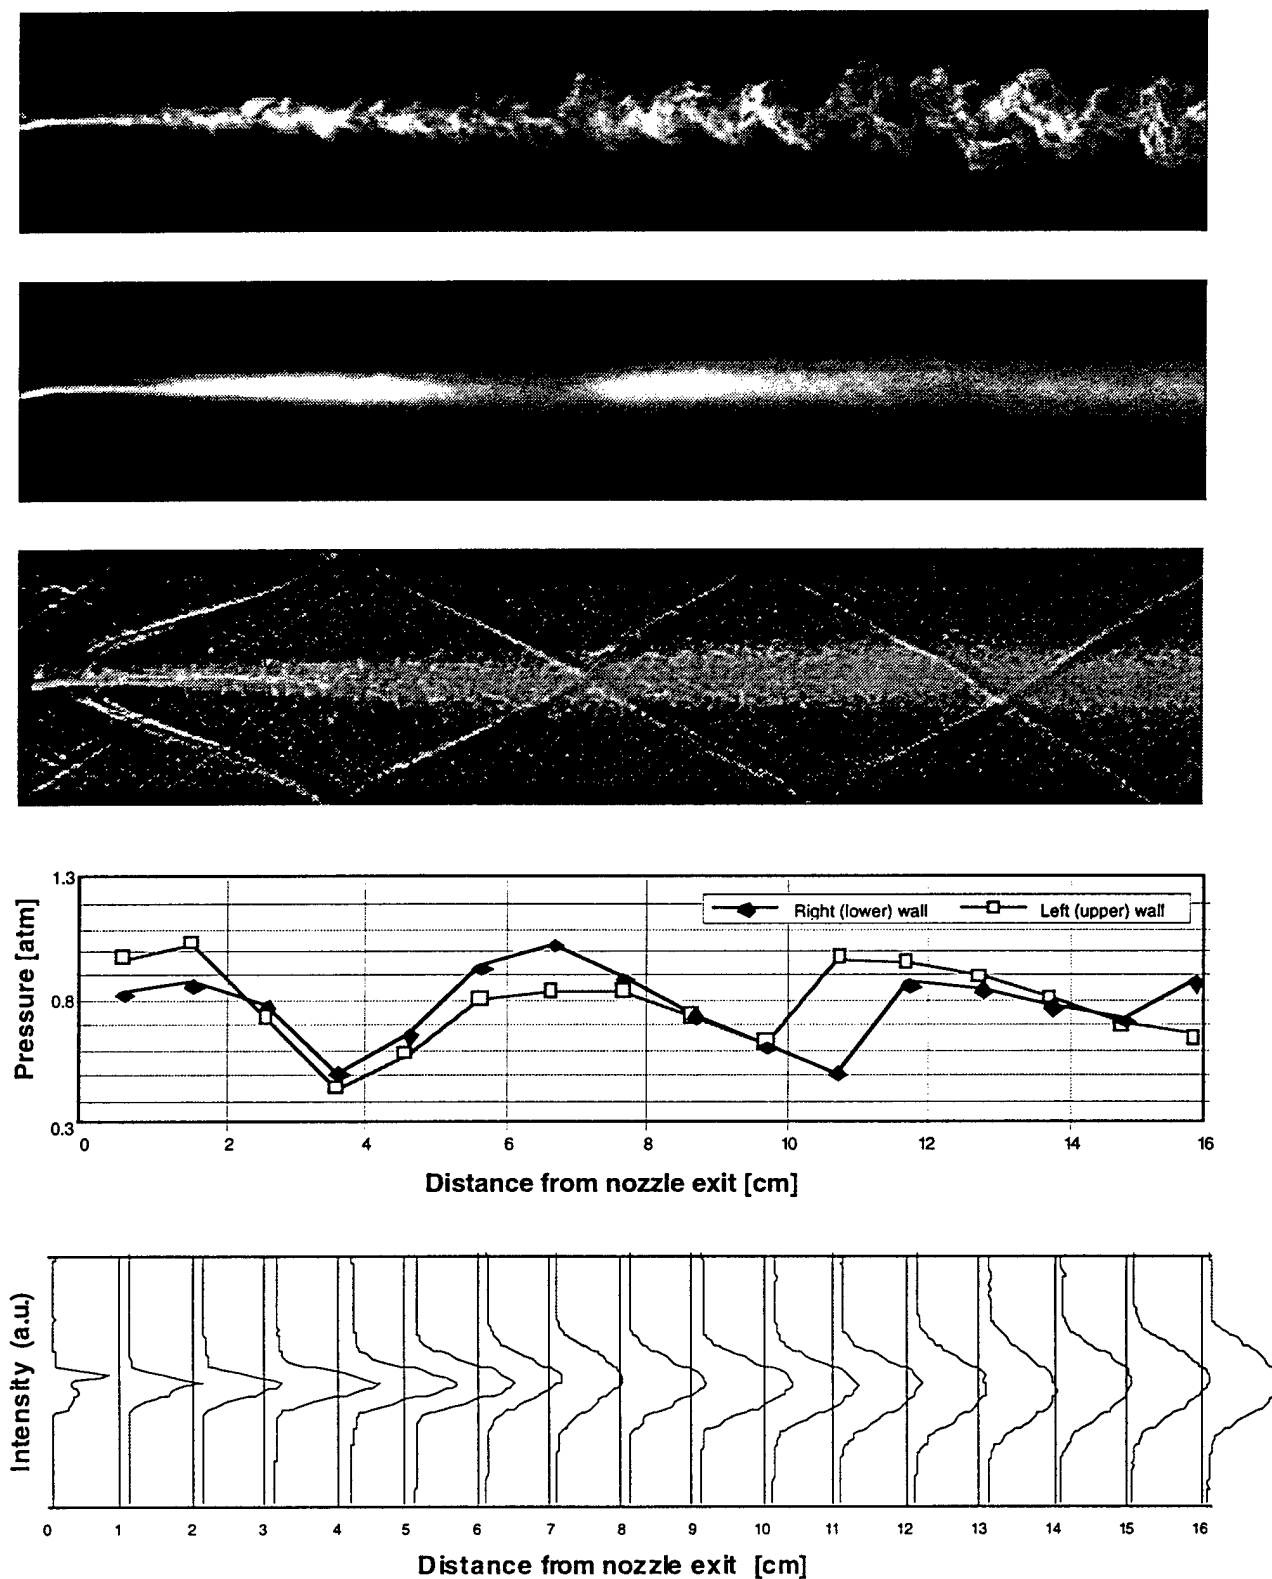 1.3
Pressure [atm]
Right (lower) wall Left (upper) wall
0.8
0.3
0 2 4 6 8 10 12 14 16
Distance from nozzle exit [cm]
Intensity (a.u.)
0 1 2 3 4 5 6 7 8 9 10 11 12 13 14 15 16
Distance from nozzle exit [cm]